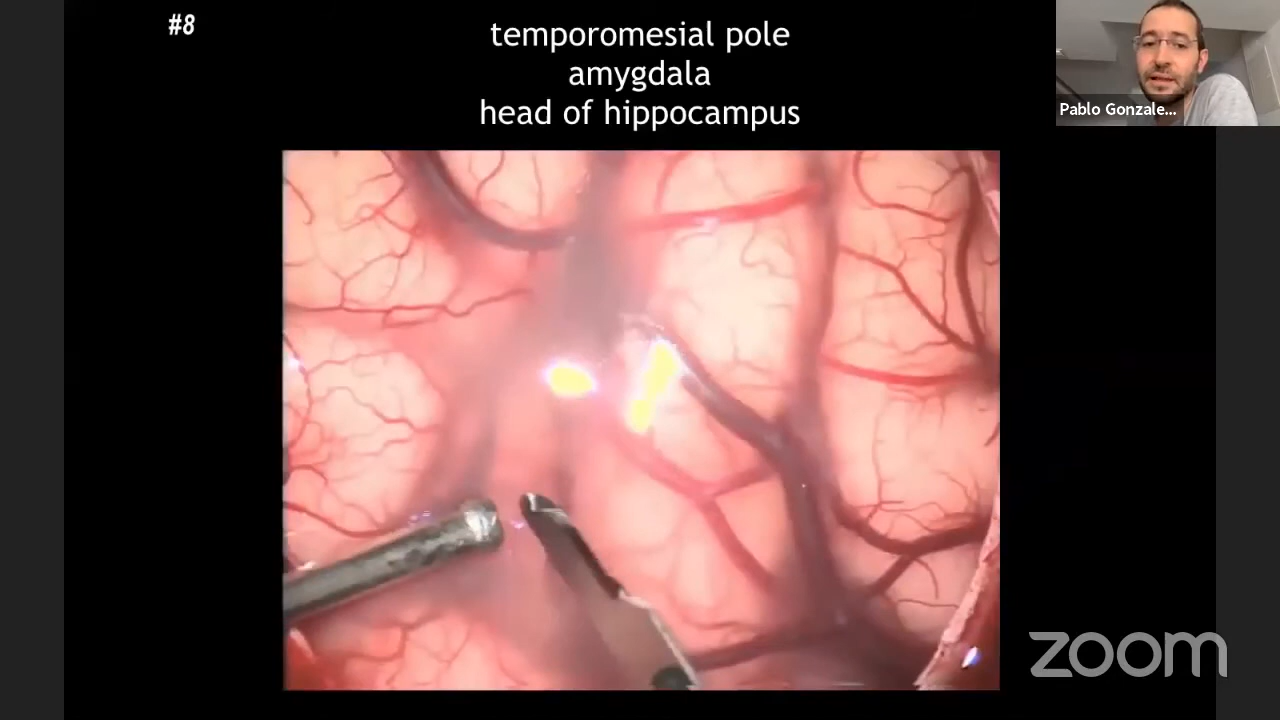 #8
temporomesial pole
amygdala
head of hippocampus
Pablo Gonzale...
zoom